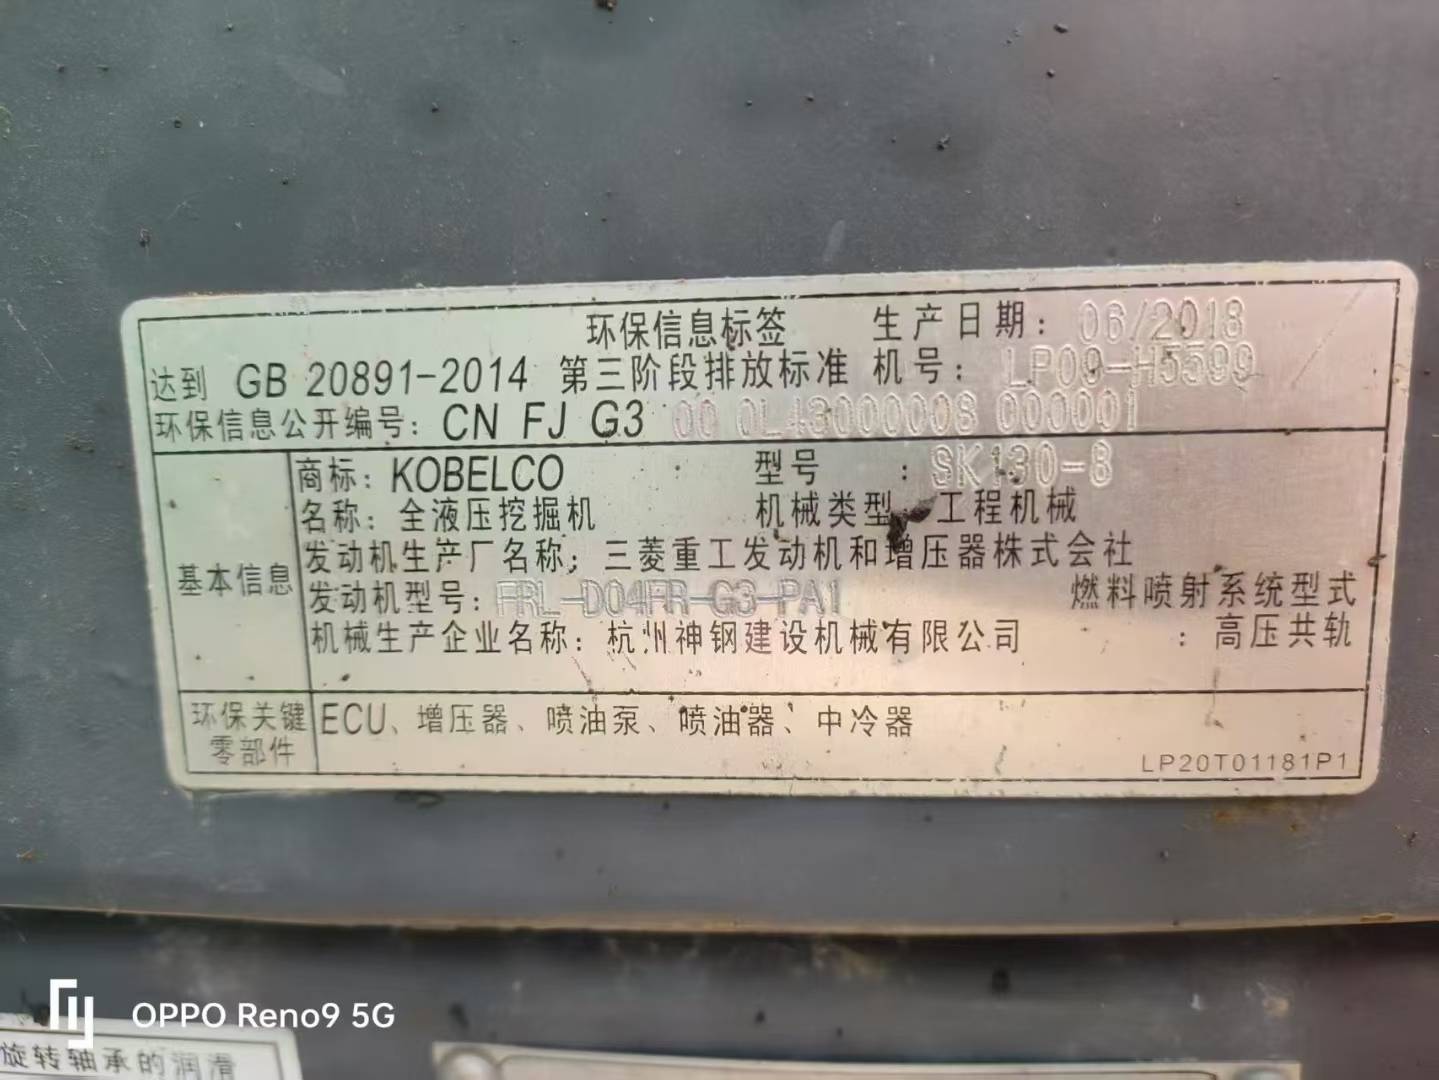 环保信息标签 生产日期: 06/2018
达到 GB 20891-2014 第三阶段排放标准 机号: LP09-H5599
环保信息公开编号: CN FJ G3 00 0L43000008 000001
基本信息
商标: KOBELCO 型号 : SK130-8
名称: 全液压挖掘机 机械类型 工程机械
发动机生产厂名称: 三菱重工发动机和增压器株式会社
发动机型号: FRL-D04FR-G3-PA1 燃料喷射系统型式
机械生产企业名称: 杭州神钢建设机械有限公司 : 高压共轨
环保关键
零部件
ECU、增压器、喷油泵、喷油器、中冷器
LP20T01181P1
OPPO Reno9 5G
旋转轴承的润滑